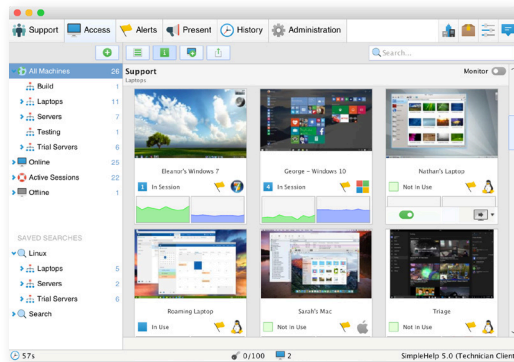 Support Access Alerts Present History Administration
Search...
All Machines 26
Build 1
Laptops 11
Servers 7
Testing 1
Trial Servers 6
Online 25
Active Sessions 22
Offline 1
SAVED SEARCHES
Linux
Laptops 5
Servers 2
Trial Servers 6
Search
Support Monitor
Laptops
Eleanor's Windows 7 George - Windows 10 Nathan's Laptop
1 In Session 4 In Session Not In Use
Roaming Laptop Sarah's Mac Triage
In Use Not In Use Not In Use
57s 0/100 2 SimpleHelp 5.0 (Technician Client